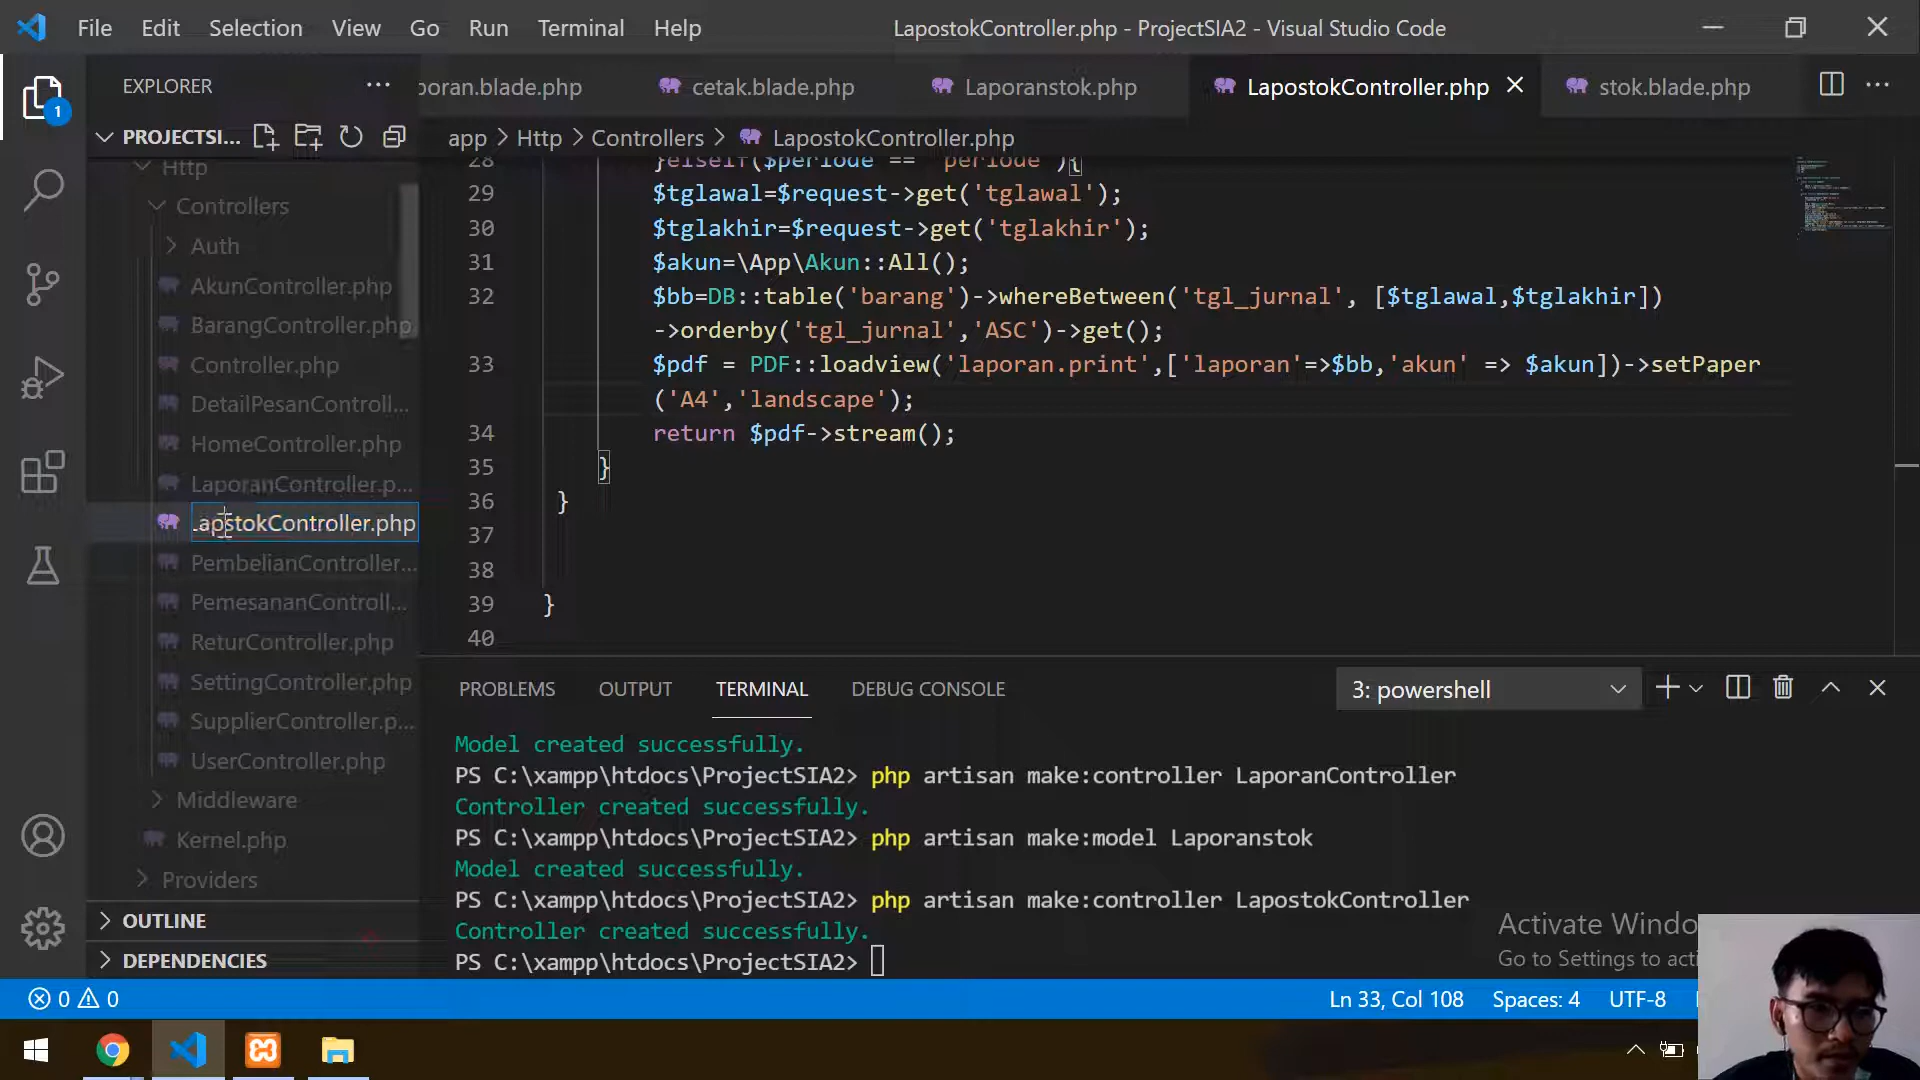 File Edit Selection View Go Run Terminal Help
LapostokController.php - ProjectSIA2 - Visual Studio Code
EXPLORER
poran.blade.php cetak.blade.php Laporanstok.php LapostokController.php stok.blade.php
PROJECTSI...
app > Http > Controllers > LapostokController.php
Http
Controllers
Auth
AkunController.php
BarangController.php
Controller.php
DetailPesanControll...
HomeController.php
LaporanController.p...
LapstokController.php
PembelianController...
PemesananControll...
ReturController.php
SettingController.php
SupplierController.p...
UserController.php
Middleware
Kernel.php
Providers
OUTLINE
DEPENDENCIES
28 }elseif($periode == 'periode'){
29 $tglawal=$request->get('tglawal');
30 $tglakhir=$request->get('tglakhir');
31 $akun=\App\Akun::All();
32 $bb=DB::table('barang')->whereBetween('tgl_jurnal', [$tglawal,$tglakhir])
->orderby('tgl_jurnal','ASC')->get();
33 $pdf = PDF::loadview('laporan.print',['laporan'=>$bb,'akun' => $akun])->setPaper
('A4','landscape');
34 return $pdf->stream();
35 }
36 }
37
38
39 }
40
PROBLEMS OUTPUT TERMINAL DEBUG CONSOLE
3: powershell
Model created successfully.
PS C:\xampp\htdocs\ProjectSIA2> php artisan make:controller LaporanController
Controller created successfully.
PS C:\xampp\htdocs\ProjectSIA2> php artisan make:model Laporanstok
Model created successfully.
PS C:\xampp\htdocs\ProjectSIA2> php artisan make:controller LapostokController
Controller created successfully.
PS C:\xampp\htdocs\ProjectSIA2>
Activate Windo
Go to Settings to acti
1
0 0
Ln 33, Col 108 Spaces: 4 UTF-8